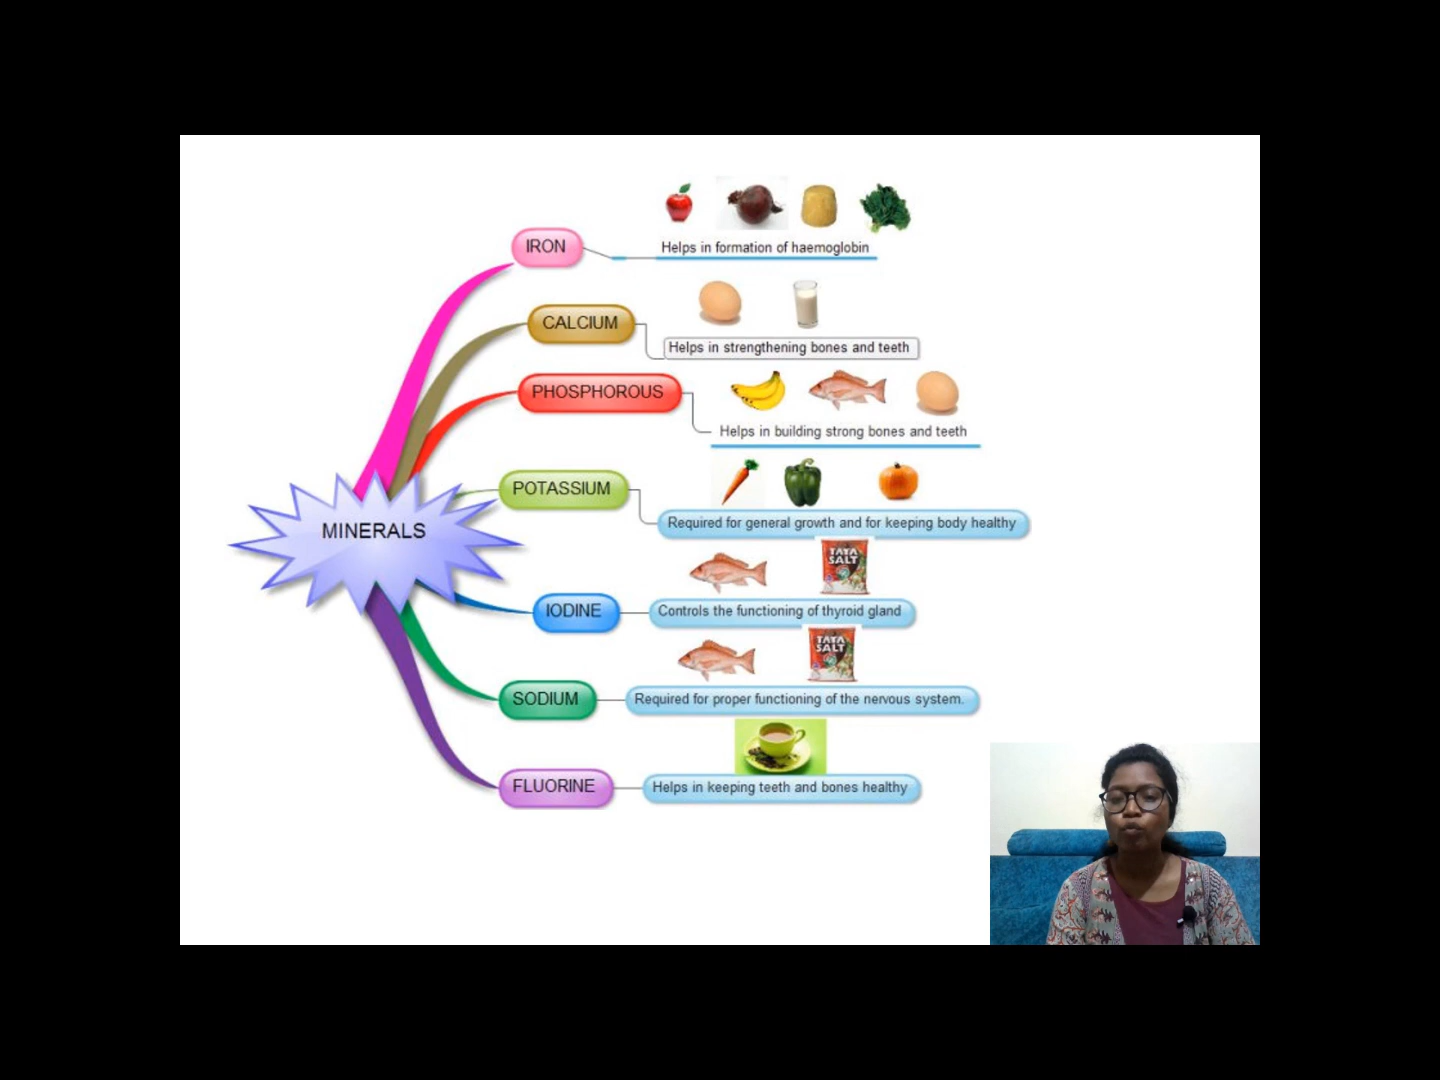 IRON
Helps in formation of haemoglobin
CALCIUM
Helps in strengthening bones and teeth
PHOSPHOROUS
Helps in building strong bones and teeth
POTASSIUM
Required for general growth and for keeping body healthy
MINERALS
TATA
SALT
IODINE
Controls the functioning of thyroid gland
TATA
SALT
SODIUM
Required for proper functioning of the nervous system.
FLUORINE
Helps in keeping teeth and bones healthy